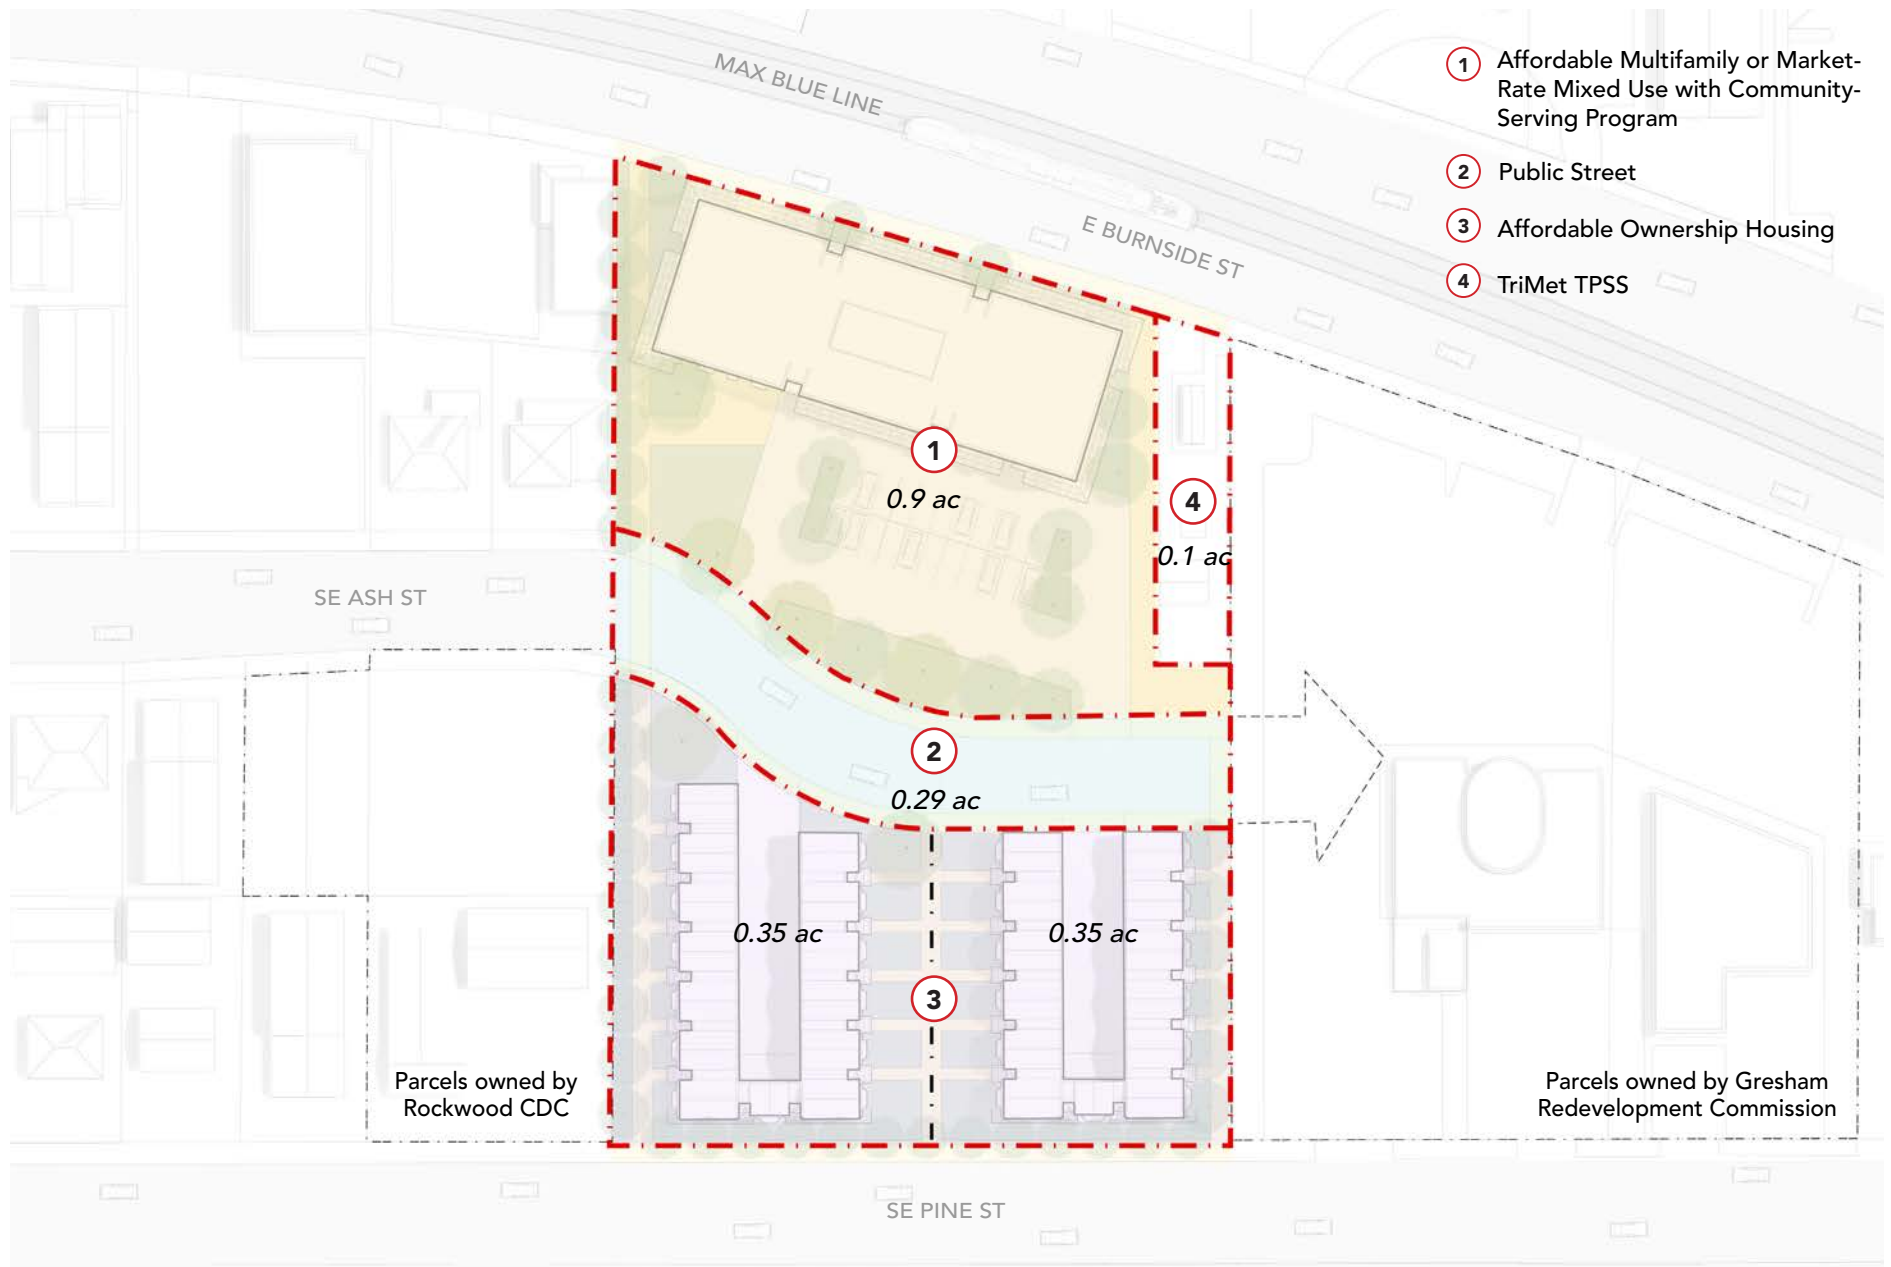 MAX BLUE LINE
E BURNSIDE ST
1 Affordable Multifamily or Market-
Rate Mixed Use with Community-
Serving Program
2 Public Street
3 Affordable Ownership Housing
4 TriMet TPSS
1
0.9 ac
4
0.1 ac
SE ASH ST
2
0.29 ac
0.35 ac
0.35 ac
3
Parcels owned by
Rockwood CDC
Parcels owned by Gresham
Redevelopment Commission
SE PINE ST